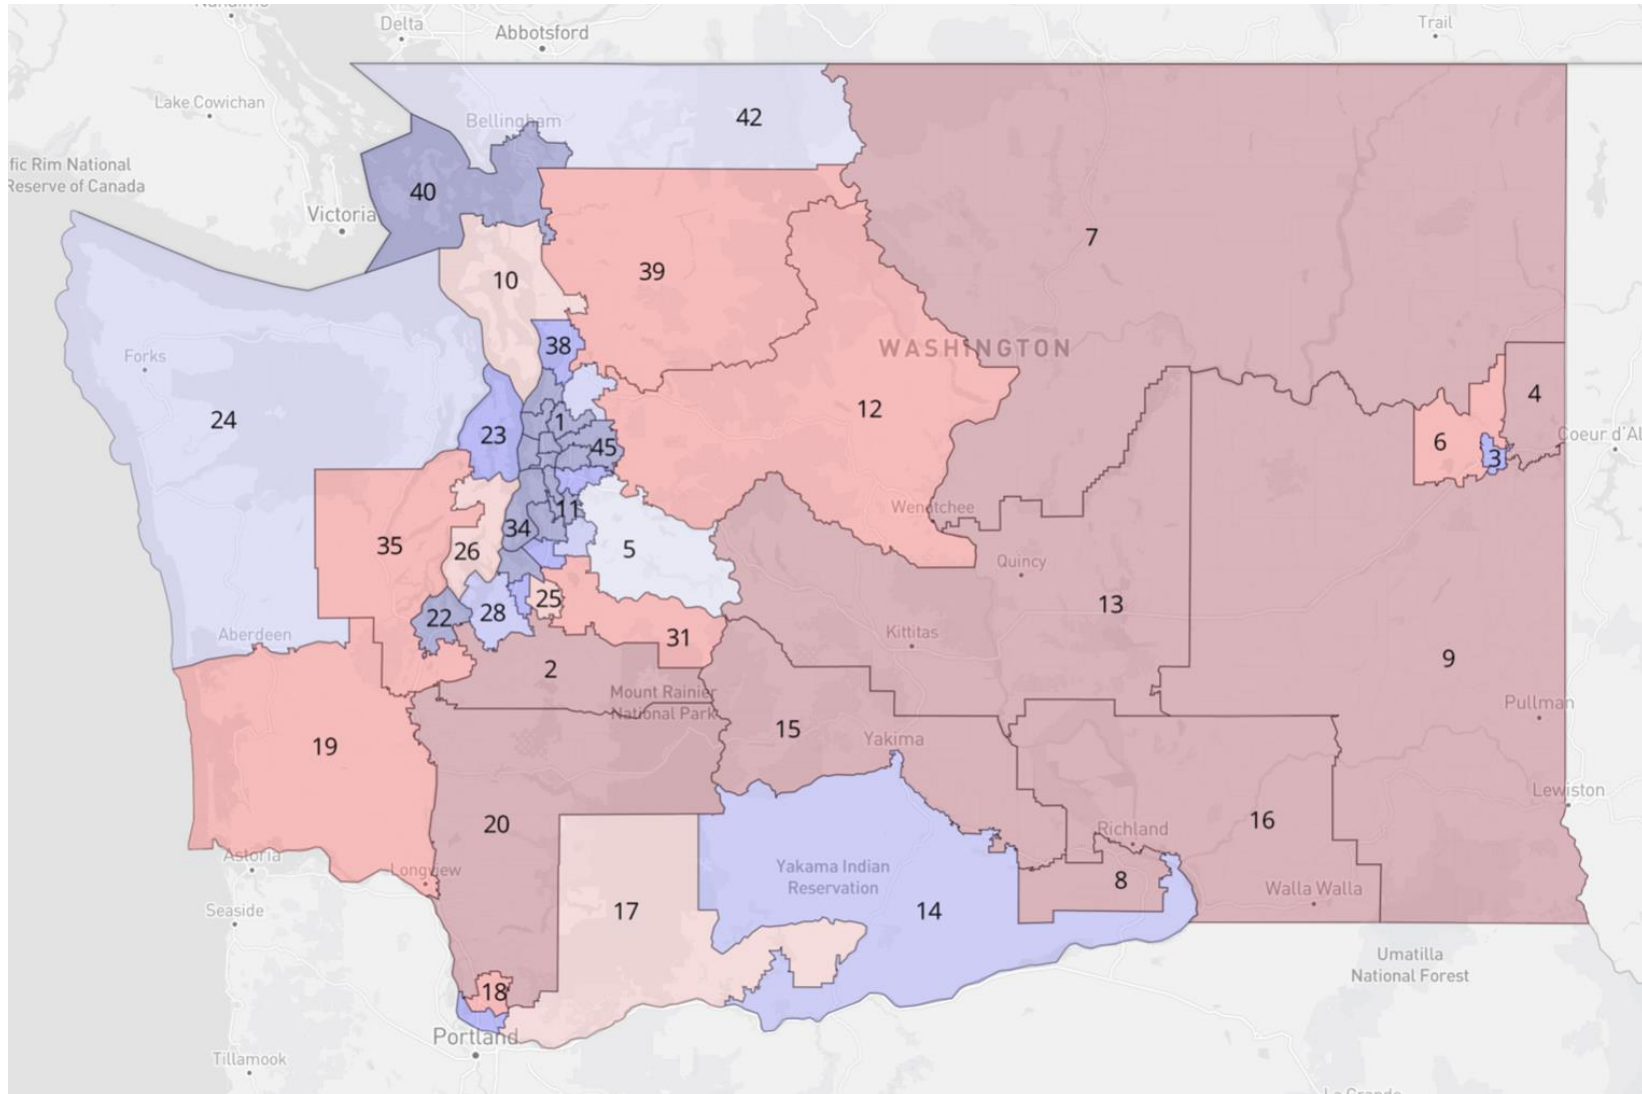 Nanaimo
Delta
Abbotsford
Trail
Lake Cowichan
Bellingham
42
fic Rim National
Reserve of Canada
40
Victoria
7
10
39
38
WASHINGTON
Forks
24
12
4
23
1
45
6
3
Coeur d'Al
Wenatchee
11
34
35
26
5
Quincy
25
13
28
22
Aberdeen
Kittitas
31
2
9
Mount Rainier
National Park
Pullman
15
Yakima
19
Lewiston
20
Richland
16
Astoria
Longview
Yakama Indian
Reservation
8
Walla Walla
Seaside
17
14
Umatilla
National Forest
18
Portland
Tillamook
La Grande